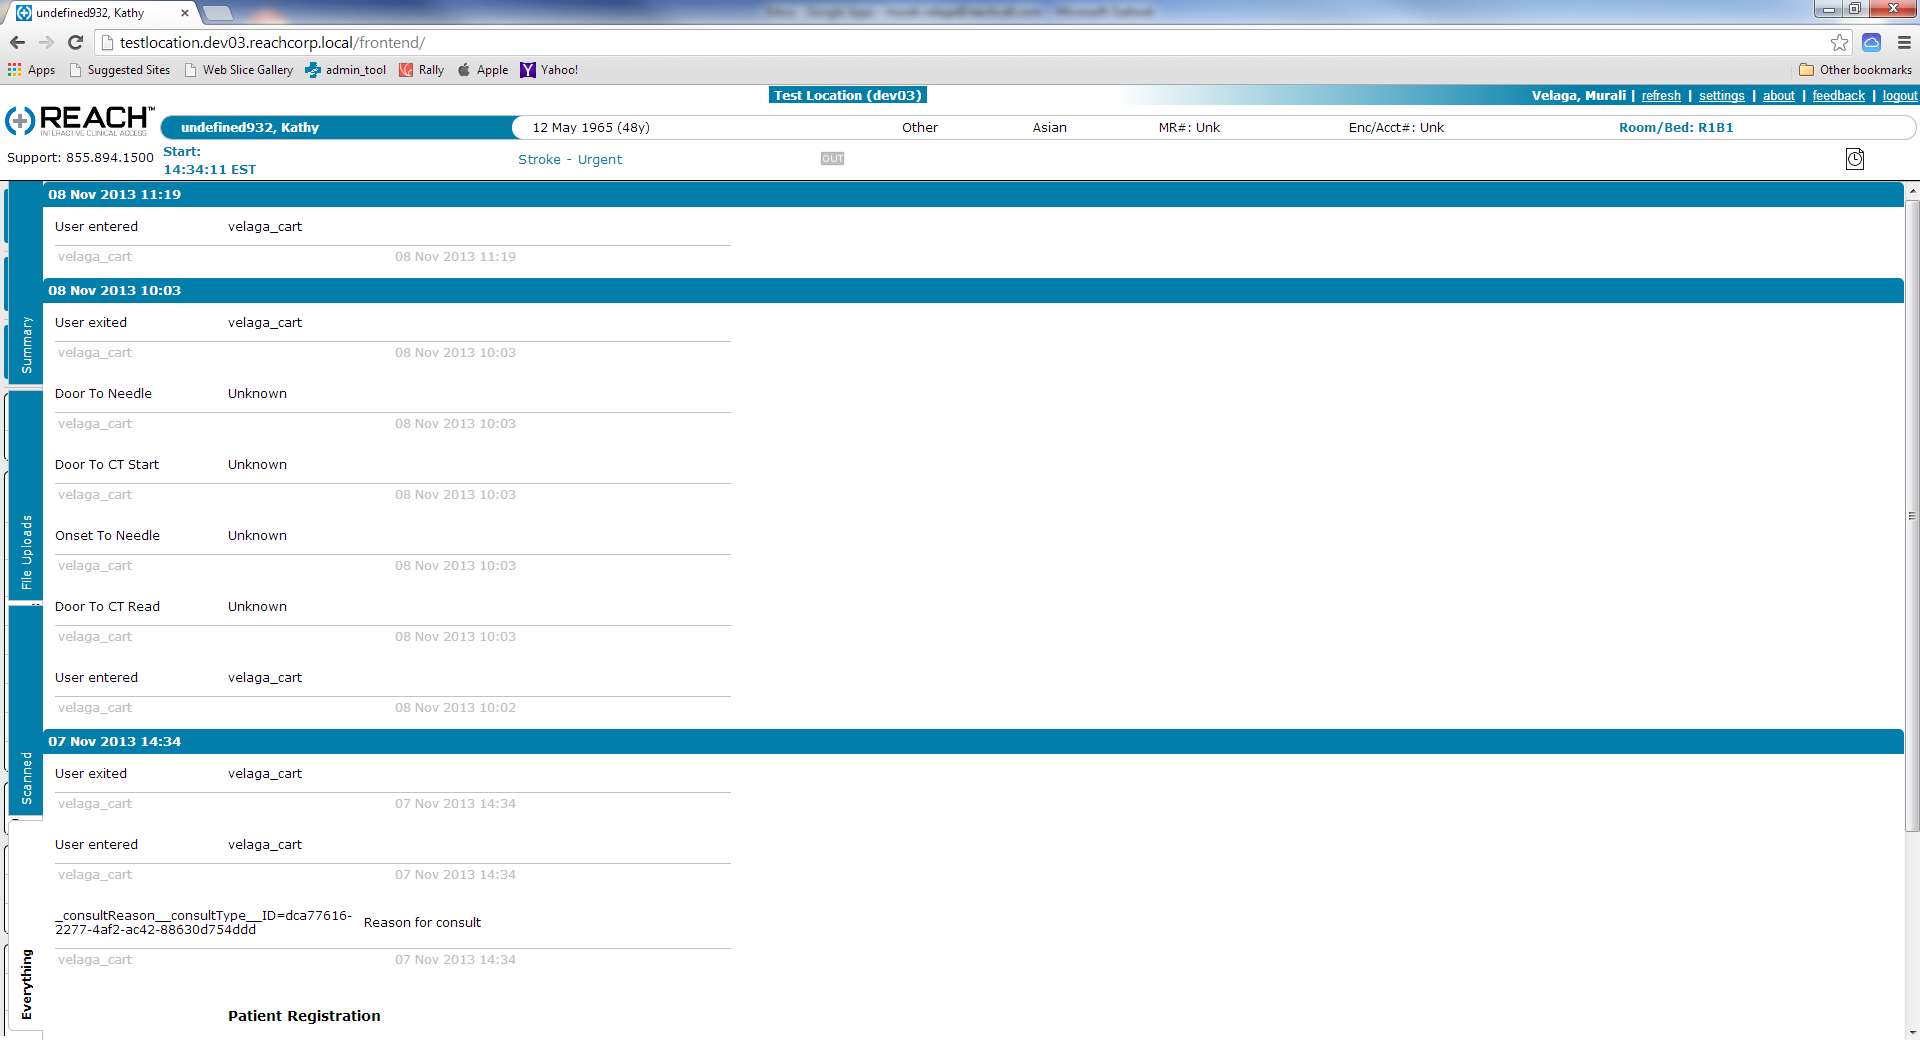 undefined932, Kathy
testlocation.dev03.reachcorp.local/frontend/
Apps Suggested Sites Web Slice Gallery admin_tool Rally Apple Yahoo! Other bookmarks
Test Location (dev03) Velaga, Murali | refresh | settings | about | feedback | logout
REACH™
INTERACTIVE CLINICAL ACCESS
undefined932, Kathy 12 May 1965 (48y) Other Asian MR#: Unk Enc/Acct#: Unk Room/Bed: R1B1
Support: 855.894.1500
Start:
14:34:11 EST
Stroke - Urgent OUT
08 Nov 2013 11:19
User entered velaga_cart
velaga_cart 08 Nov 2013 11:19
08 Nov 2013 10:03
User exited velaga_cart
velaga_cart 08 Nov 2013 10:03
Door To Needle Unknown
velaga_cart 08 Nov 2013 10:03
Door To CT Start Unknown
velaga_cart 08 Nov 2013 10:03
Onset To Needle Unknown
velaga_cart 08 Nov 2013 10:03
Door To CT Read Unknown
velaga_cart 08 Nov 2013 10:03
User entered velaga_cart
velaga_cart 08 Nov 2013 10:02
07 Nov 2013 14:34
User exited velaga_cart
velaga_cart 07 Nov 2013 14:34
User entered velaga_cart
velaga_cart 07 Nov 2013 14:34
_consultReason__consultType__ID=dca77616-
2277-4af2-ac42-88630d754ddd Reason for consult
velaga_cart 07 Nov 2013 14:34
Patient Registration
Summary
File Uploads
Scanned
Everything